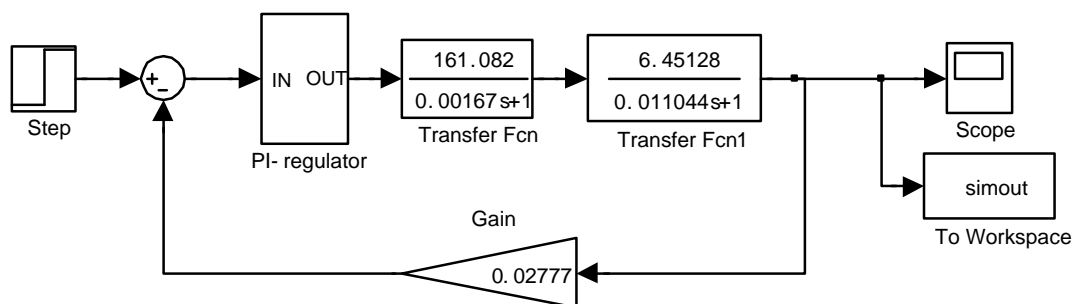 161.082
6.45128
+
IN OUT
−
0.00167s+1
0.011044s+1
Step
Transfer Fcn
Transfer Fcn1
Scope
PI- regulator
simout
Gain
To Workspace
0.02777